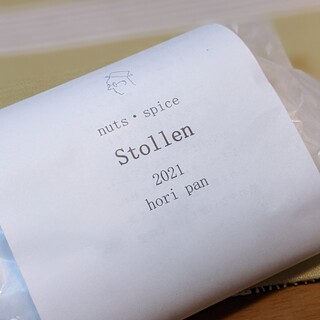 nuts・spice
Stollen
2021
hori pan